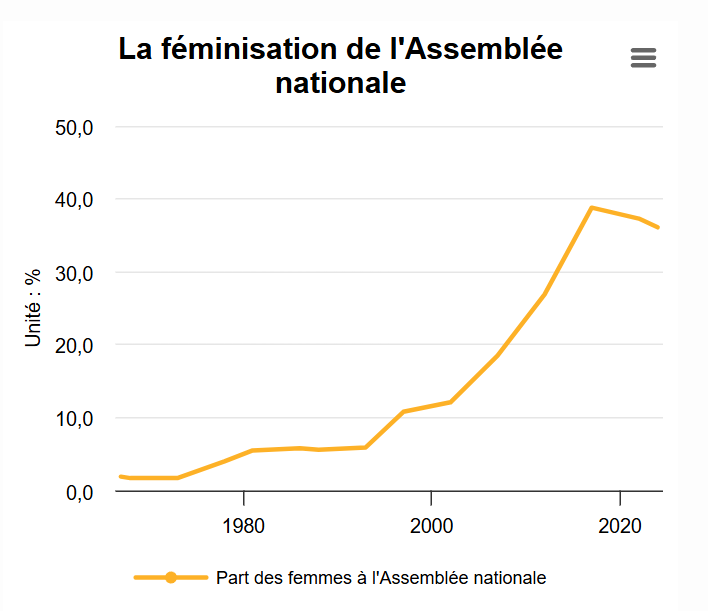 La féminisation de l'Assemblée
nationale
50,0
40,0
30,0
20,0
10,0
0,0
Unité : %
1980 2000 2020
Part des femmes à l'Assemblée nationale